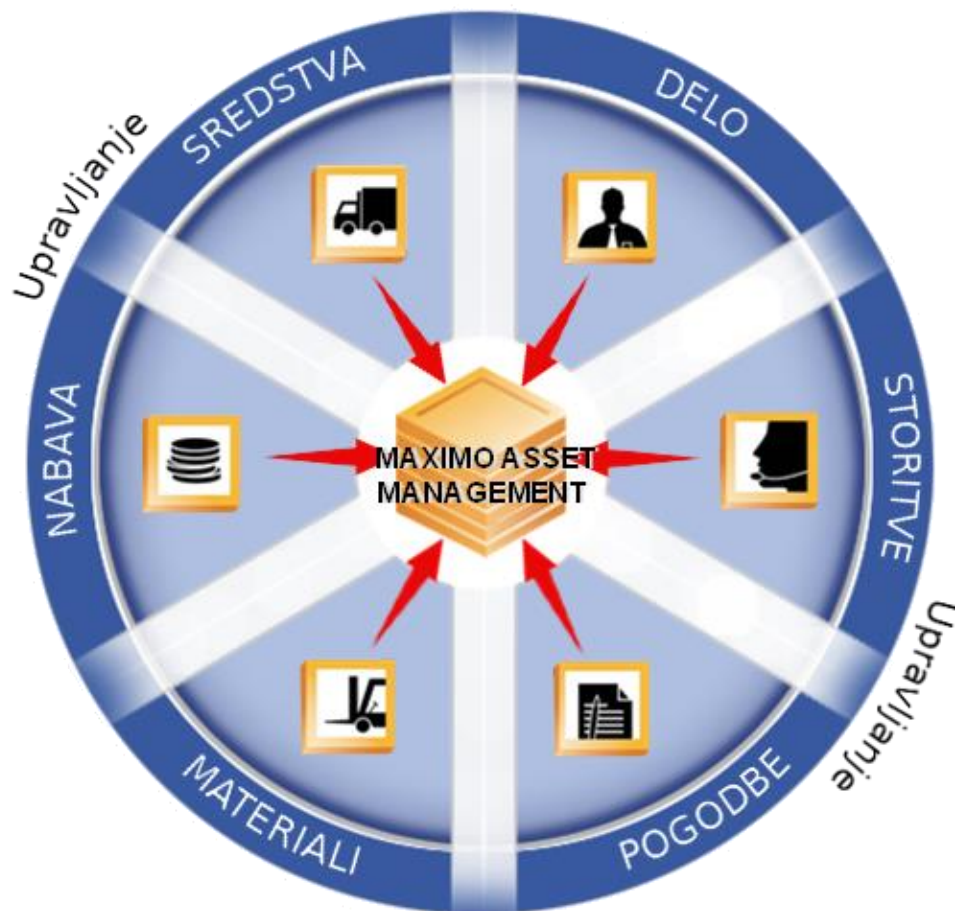 Upravljanje
SREDSTVA
DELO
NABAVA
MAXIMO ASSET
MANAGEMENT
STORITVE
MATERIALI
POGODBE
Upravljanje